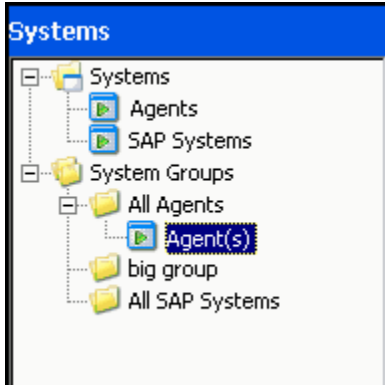 Systems
Systems
Agents
SAP Systems
System Groups
All Agents
Agent(s)
big group
All SAP Systems